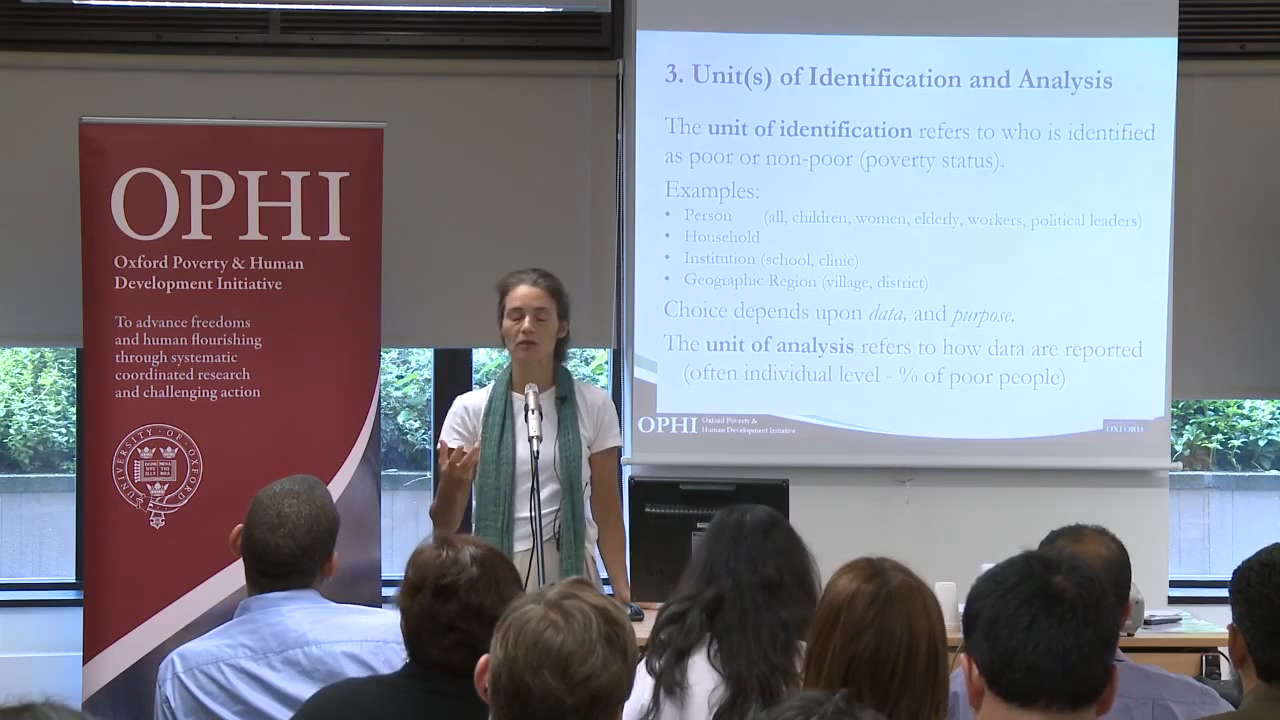 OPHI
Oxford Poverty & Human
Development Initiative
To advance freedoms
and human flourishing
through systematic
coordinated research
and challenging action
UNIVERSITY OF OXFORD
3. Unit(s) of Identification and Analysis
The unit of identification refers to who is identified
as poor or non-poor (poverty status).
Examples:
• Person (all, children, women, elderly, workers, political leaders)
• Household
• Institution (school, clinic)
• Geographic Region (village, district)
Choice depends upon data, and purpose.
The unit of analysis refers to how data are reported
(often individual level - % of poor people)
OPHI
Oxford Poverty &
Human Development Initiative
OXFORD